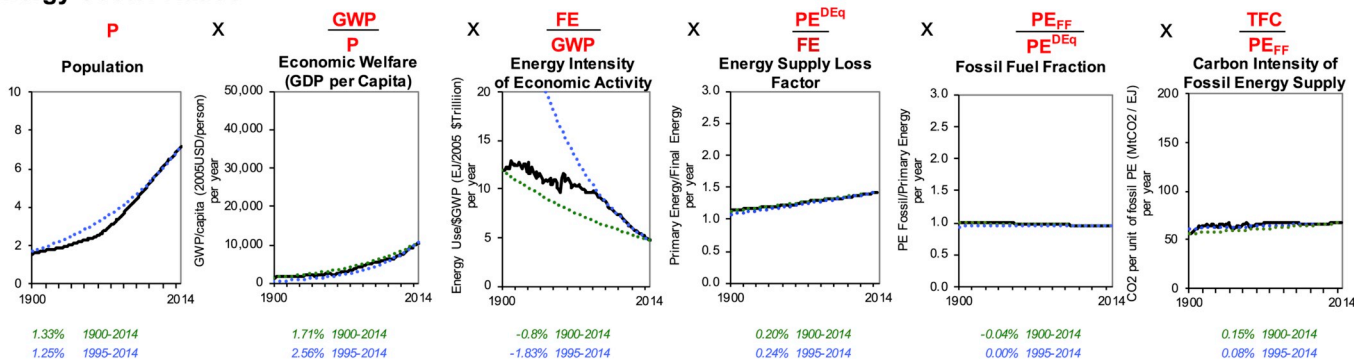 P
X
GWP
P
X
FE
GWP
X
PE^DEq
FE
X
PE_FF
PE^DEq
X
TFC
PE_FF
Population
Economic Welfare
(GDP per Capita)
Energy Intensity
of Economic Activity
Energy Supply Loss
Factor
Fossil Fuel Fraction
Carbon Intensity of
Fossil Energy Supply
10
8
6
4
2
0
1900
2014
GWP/capita (2005USD/person)
per year
50,000
40,000
30,000
20,000
10,000
0
1900
2014
Energy Use/$GWP (EJ/2005 $Trilliion)
per year
20
15
10
5
0
1900
2014
Primary Energy/Final Energy
per year
3.0
2.5
2.0
1.5
1.0
0.5
0.0
1900
2014
PE Fossil/Primary Energy
per year
3.0
2.5
2.0
1.5
1.0
0.5
0.0
1900
2014
CO2 per unit of fossil PE (MtCO2/ EJ)
per year
200
150
100
50
0
1900
2014
1.33% 1900-2014
1.25% 1995-2014
1.71% 1900-2014
2.56% 1995-2014
-0.8% 1900-2014
-1.83% 1995-2014
0.20% 1900-2014
0.24% 1995-2014
-0.04% 1900-2014
0.00% 1995-2014
0.15% 1900-2014
0.08% 1995-2014